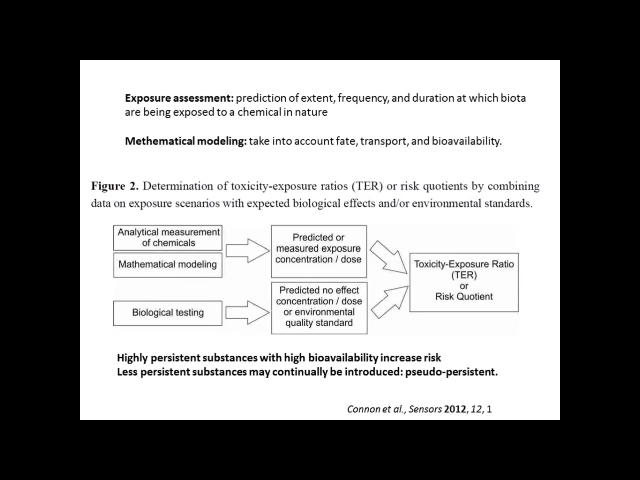 Exposure assessment: prediction of extent, frequency, and duration at which biota
are being exposed to a chemical in nature
Methematical modeling: take into account fate, transport, and bioavailability.
Figure 2. Determination of toxicity-exposure ratios (TER) or risk quotients by combining
data on exposure scenarios with expected biological effects and/or environmental standards.
Analytical measurement
of chemicals
Mathematical modeling
Predicted or
measured exposure
concentration / dose
Biological testing
Predicted no effect
concentration / dose
or environmental
quality standard
Toxicity-Exposure Ratio
(TER)
or
Risk Quotient
Highly persistent substances with high bioavailability increase risk
Less persistent substances may continually be introduced: pseudo-persistent.
Connon et al., Sensors 2012, 12, 1